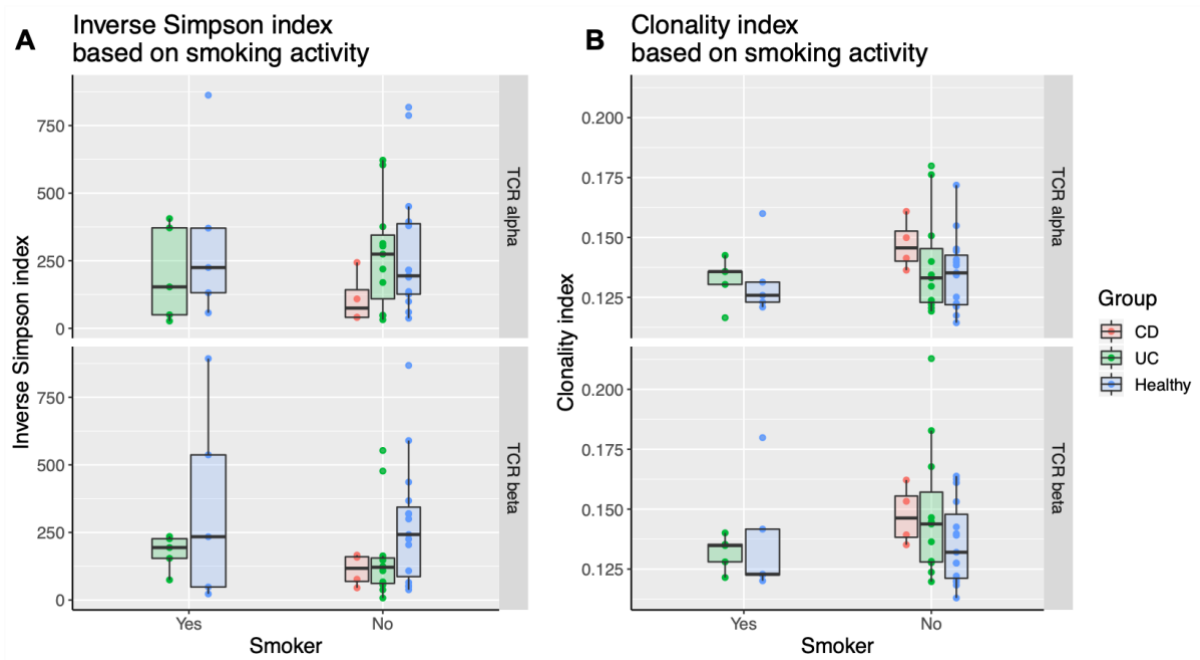 A
Inverse Simpson index
based on smoking activity
Inverse Simpson index
750
500
250
0
TCR alpha
750
500
250
0
TCR beta
Yes
No
Smoker
B
Clonality index
based on smoking activity
Clonality index
0.200
0.175
0.150
0.125
TCR alpha
0.200
0.175
0.150
0.125
TCR beta
Yes
No
Smoker
Group
CD
UC
Healthy